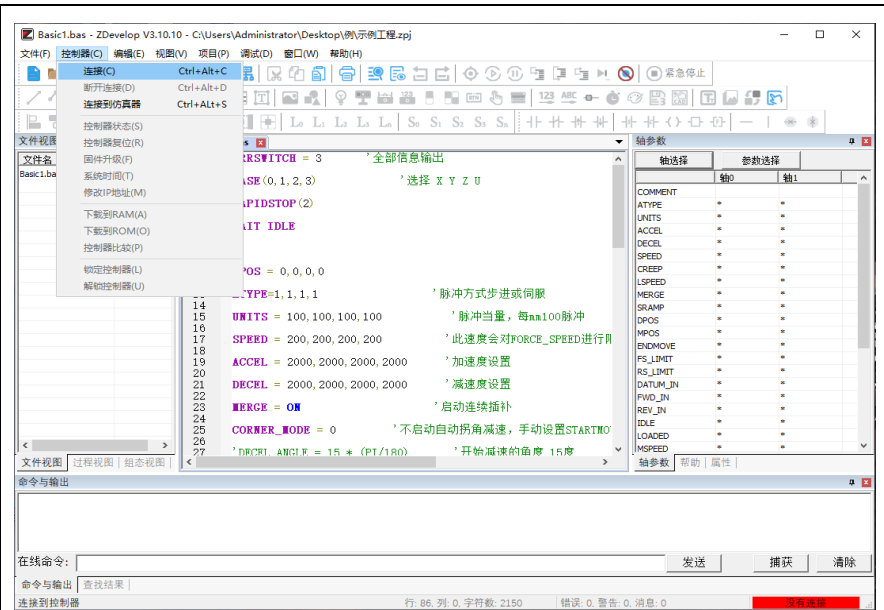 Basic1.bas - ZDevelop V3.10.10 - C:\Users\Administrator\Desktop\例\示例工程.zpj
文件(F) 控制器(C) 编辑(E) 视图(V) 项目(P) 调试(D) 窗口(W) 帮助(H)
紧急停止
连接(C) Ctrl+Alt+C
断开连接(D) Ctrl+Alt+D
连接到仿真器 Ctrl+ALt+S
控制器状态(S)
控制器复位(R)
固件升级(F)
系统时间(T)
修改IP地址(M)
下载到RAM(A)
下载到ROM(O)
控制器比较(P)
锁定控制器(L)
解锁控制器(U)
文件视图
文件名
Basic1.ba
RRSWITCH = 3 '全部信息输出
ASE(0,1,2,3) '选择 X Y Z U
APIDSTOP(2)
AIT IDLE
POS = 0,0,0,0
TYPE=1,1,1,1 '脉冲方式步进或伺服
14
15 UNITS = 100,100,100,100 '脉冲当量，每mm100脉冲
16
17 SPEED = 200,200,200,200 '此速度会对FORCE_SPEED进行
18
19 ACCEL = 2000,2000,2000,2000 '加速度设置
20
21 DECEL = 2000,2000,2000,2000 '减速度设置
22
23 MERGE = ON '启动连续插补
24
25 CORNER_MODE = 0 '不启动自动拐角减速，手动设置STARTMO
26
27 'DECEL_ANGLE = 15 * (PI/180) '开始减速的角度 15度
轴参数
轴选择 参数选择
轴0 轴1
COMMENT
ATYPE * *
UNITS * *
ACCEL * *
DECEL * *
SPEED * *
CREEP * *
LSPEED * *
MERGE * *
SRAMP * *
DPOS * *
MPOS * *
ENDMOVE * *
FS_LIMIT * *
RS_LIMIT * *
DATUM_IN * *
FWD_IN * *
REV_IN * *
IDLE * *
LOADED * *
MSPEED * *
文件视图 过程视图 组态视图
轴参数 帮助 属性
命令与输出
在线命令: 发送 捕获 清除
命令与输出 查找结果
连接到控制器 行: 86, 列: 0, 字符数: 2150 错误: 0, 警告: 0, 消息: 0 没有连接